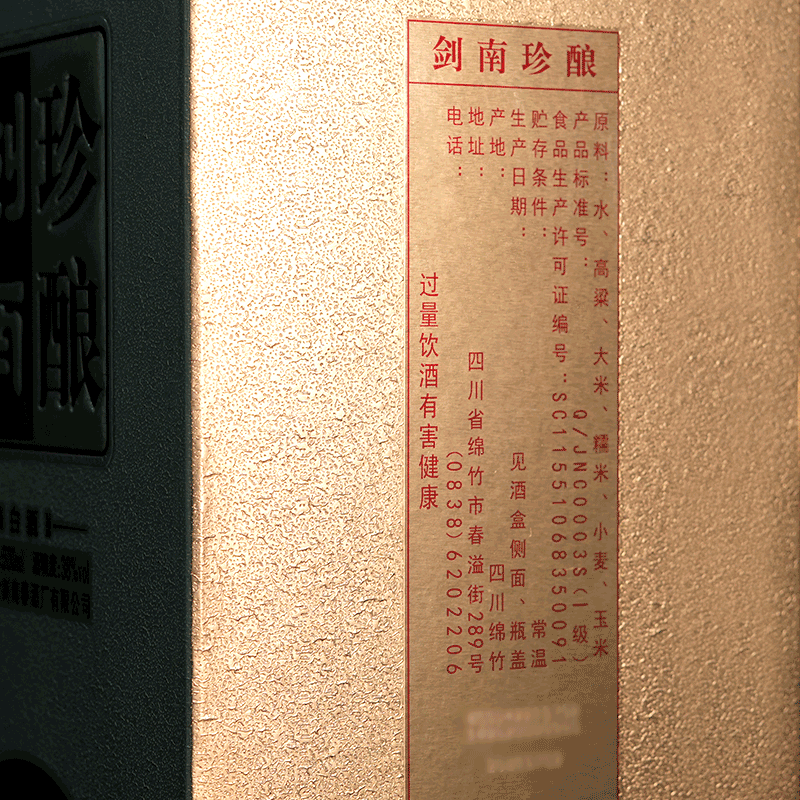 剑南珍酿
原料：水、高粱、大米、糯米、小麦、玉米
产品标准号：Q/JNC0003S(Ⅰ级)
食品生产许可证编号：SC11551068350091
贮存条件：常温
生产日期：见酒盒侧面、瓶盖
产地：四川绵竹
地址：四川省绵竹市春溢街289号
电话：(0838)6202206
过量饮酒有害健康
珍酿
南